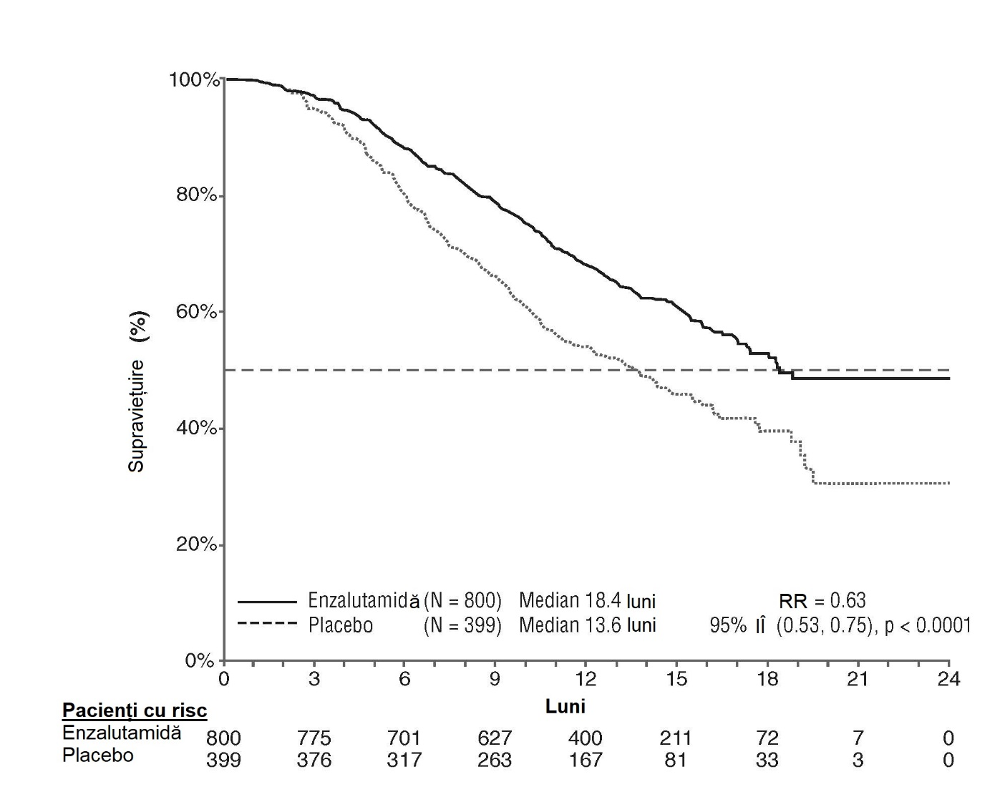 100%
80%
60%
40%
20%
0%
Supraviețuire (%)
Enzalutamidă (N = 800) Median 18.4 luni RR = 0.63
Placebo (N = 399) Median 13.6 luni 95% IÎ (0.53, 0.75), p < 0.0001
0 3 6 9 12 15 18 21 24
Luni
Pacienți cu risc
Enzalutamidă 800 775 701 627 400 211 72 7 0
Placebo 399 376 317 263 167 81 33 3 0